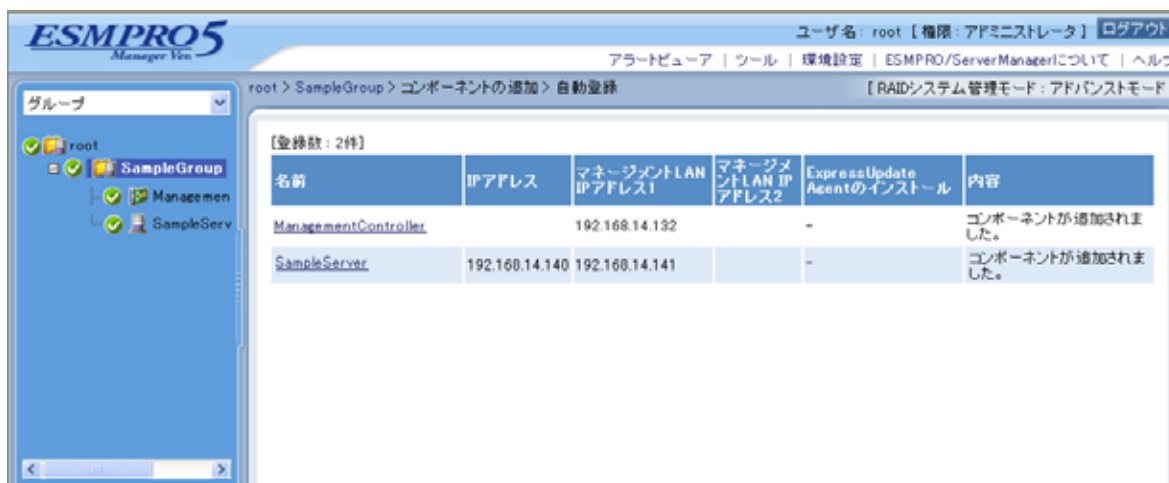 ESMPRO5
Manager Ver.
ユーザ名: root 【権限:アドミニストレータ】 ログアウト
アラートビューア | ツール | 環境設定 | ESMPRO/ServerManagerについて | ヘルプ
グループ
root > SampleGroup > コンポーネントの追加 > 自動登録
[RAIDシステム管理モード:アドバンストモード
root
SampleGroup
Managemen
SampleServ
[登録数:2件]
名前 IPアドレス マネージメントLAN IPアドレス1 マネージメントLAN IPアドレス2 ExpressUpdate Agentのインストール 内容
ManagementController 192.168.14.132 - コンポーネントが追加されました。
SampleServer 192.168.14.140 192.168.14.141 - コンポーネントが追加されました。